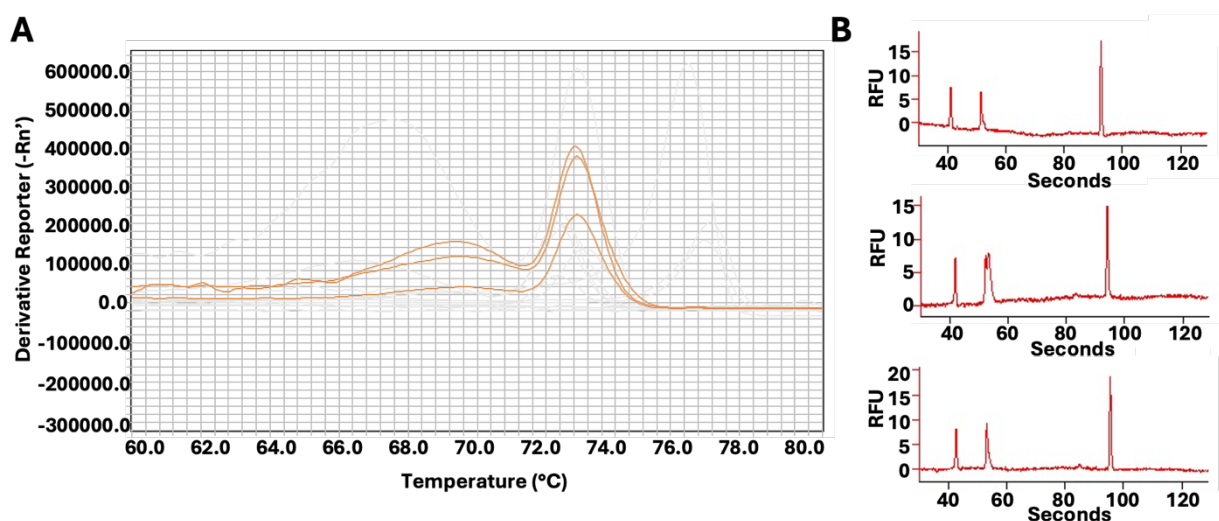 A
B
Derivative Reporter (-Rn’)
600000.0
500000.0
400000.0
300000.0
200000.0
100000.0
0.0
-100000.0
-200000.0
-300000.0
60.0 62.0 64.0 66.0 68.0 70.0 72.0 74.0 76.0 78.0 80.0
Temperature (°C)
RFU
15
10
5
0
40 60 80 100 120
Seconds
RFU
15
10
5
0
40 60 80 100 120
Seconds
RFU
20
15
10
5
0
40 60 80 100 120
Seconds